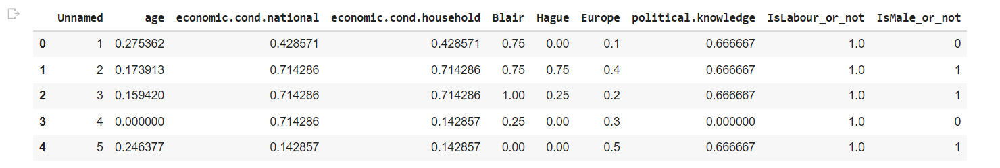 Unnamed age economic.cond.national economic.cond.household Blair Hague Europe political.knowledge IsLabour_or_not IsMale_or_not
0 1 0.275362 0.428571 0.428571 0.75 0.00 0.1 0.666667 1.0 0
1 2 0.173913 0.714286 0.714286 0.75 0.75 0.4 0.666667 1.0 1
2 3 0.159420 0.714286 0.714286 1.00 0.25 0.2 0.666667 1.0 1
3 4 0.000000 0.714286 0.142857 0.25 0.00 0.3 0.000000 1.0 0
4 5 0.246377 0.142857 0.142857 0.00 0.00 0.5 0.666667 1.0 1